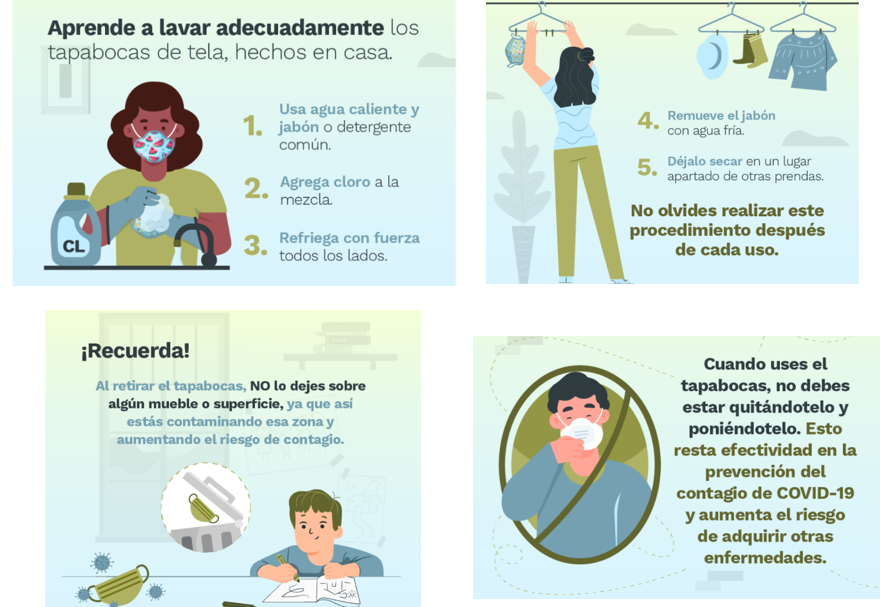 Aprende a lavar adecuadamente los
tapabocas de tela, hechos en casa.
1. Usa agua caliente y
jabón o detergente
común.
2. Agrega cloro a la
mezcla.
3. Refriega con fuerza
todos los lados.
CL
4. Remueve el jabón
con agua fría.
5. Déjalo secar en un lugar
apartado de otras prendas.
No olvides realizar este
procedimiento después
de cada uso.
¡Recuerda!
Al retirar el tapabocas, NO lo dejes sobre
algún mueble o superficie, ya que así
estás contaminando esa zona y
aumentando el riesgo de contagio.
Cuando uses el
tapabocas, no debes
estar quitándotelo y
poniéndotelo. Esto
resta efectividad en la
prevención del
contagio de COVID-19
y aumenta el riesgo
de adquirir otras
enfermedades.